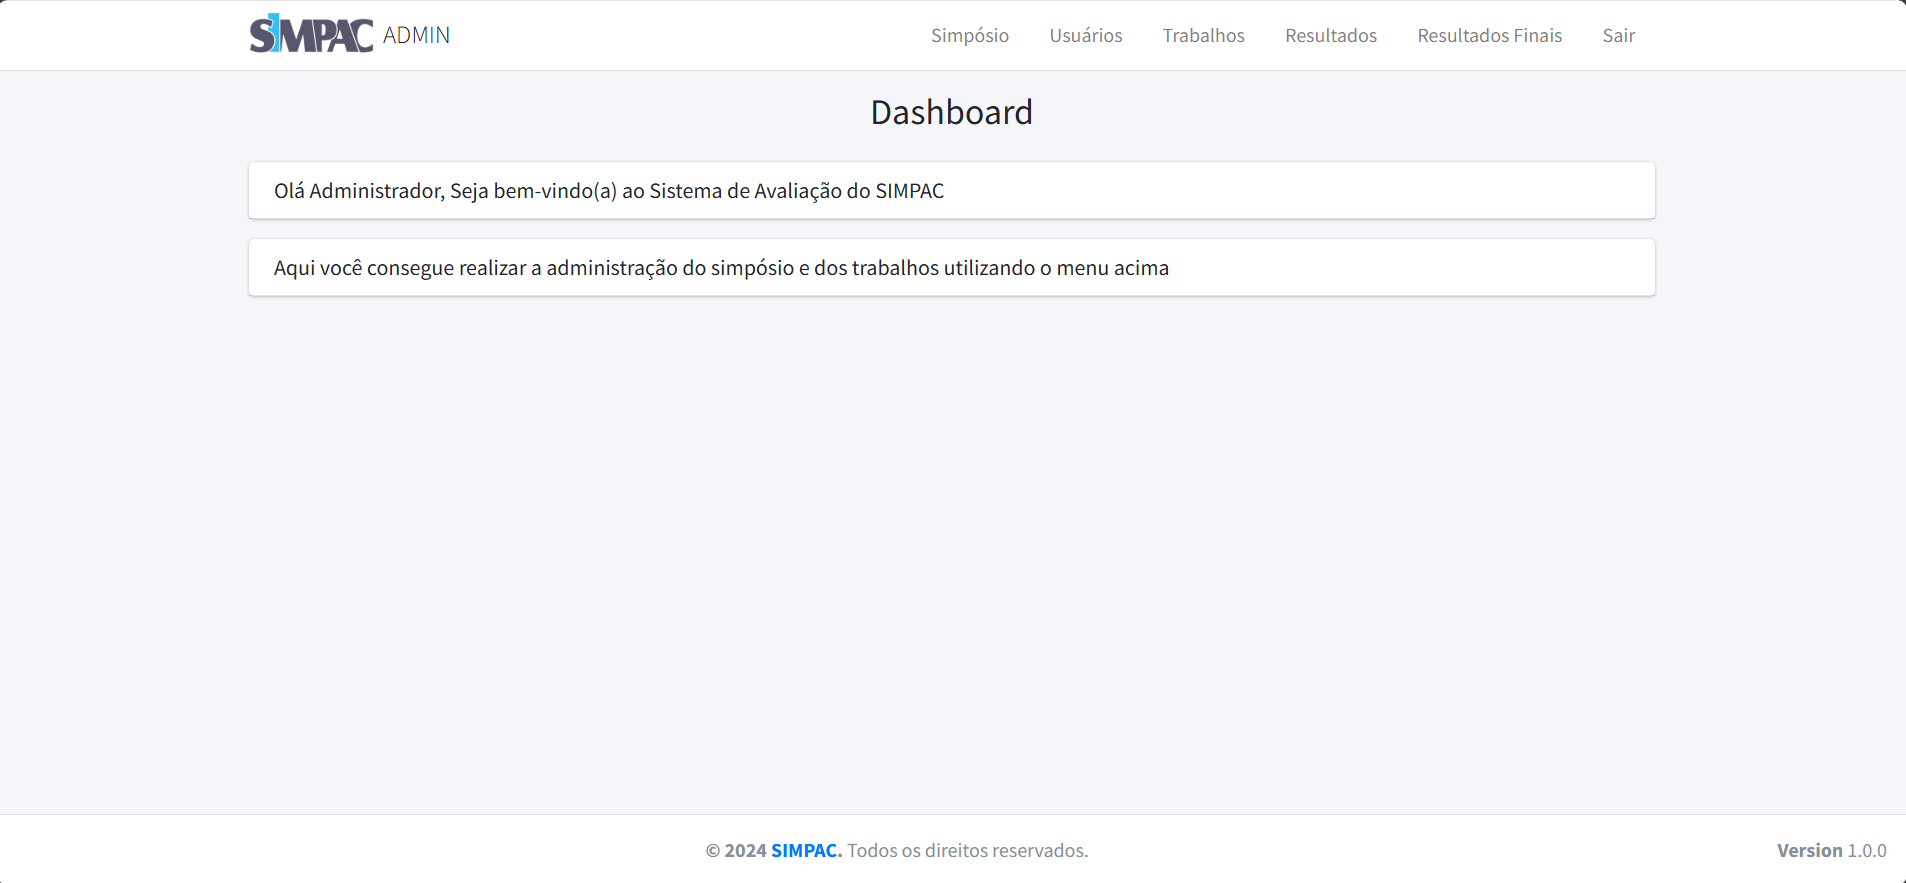 SIMPAC ADMIN Simpósio Usuários Trabalhos Resultados Resultados Finais Sair
Dashboard
Olá Administrador, Seja bem-vindo(a) ao Sistema de Avaliação do SIMPAC
Aqui você consegue realizar a administração do simpósio e dos trabalhos utilizando o menu acima
© 2024 SIMPAC. Todos os direitos reservados. Version 1.0.0